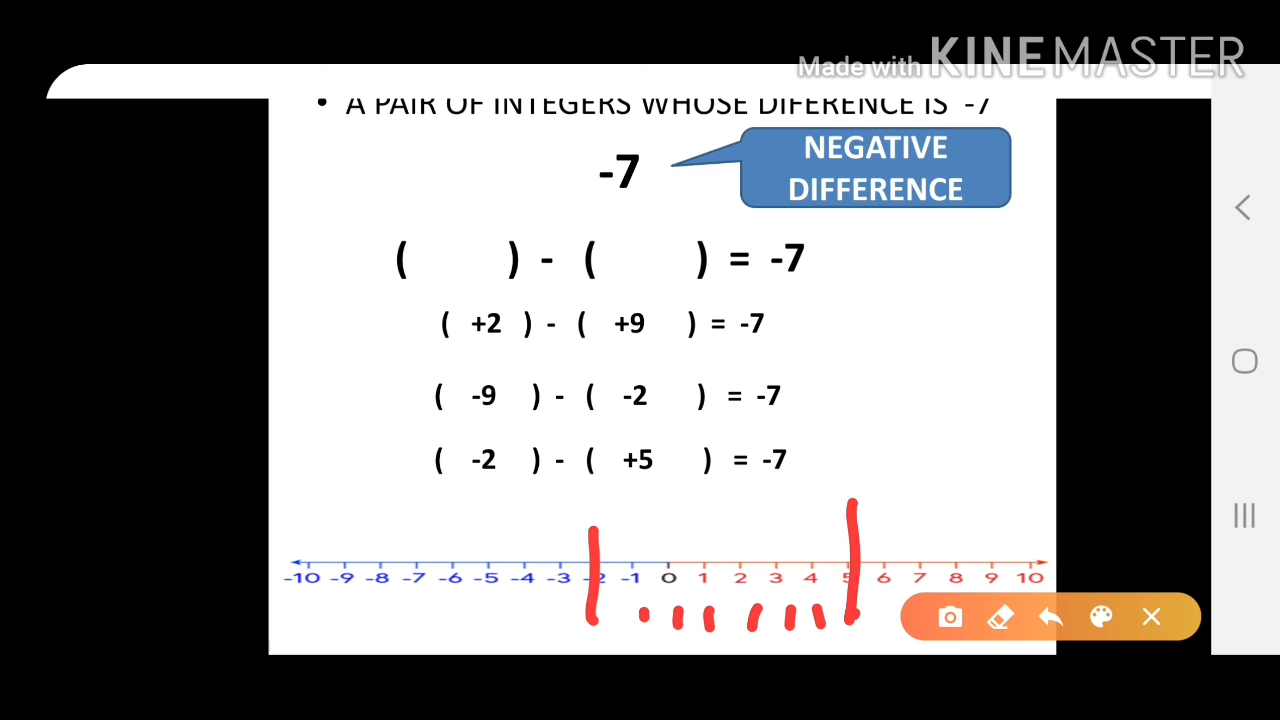 Made with KINEMASTER
• A PAIR OF INTEGERS WHOSE DIFERENCE IS -7
-7
NEGATIVE
DIFFERENCE
( ) - ( ) = -7
( +2 ) - ( +9 ) = -7
( -9 ) - ( -2 ) = -7
( -2 ) - ( +5 ) = -7
-10 -9 -8 -7 -6 -5 -4 -3 -2 -1 0 1 2 3 4 5 6 7 8 9 10